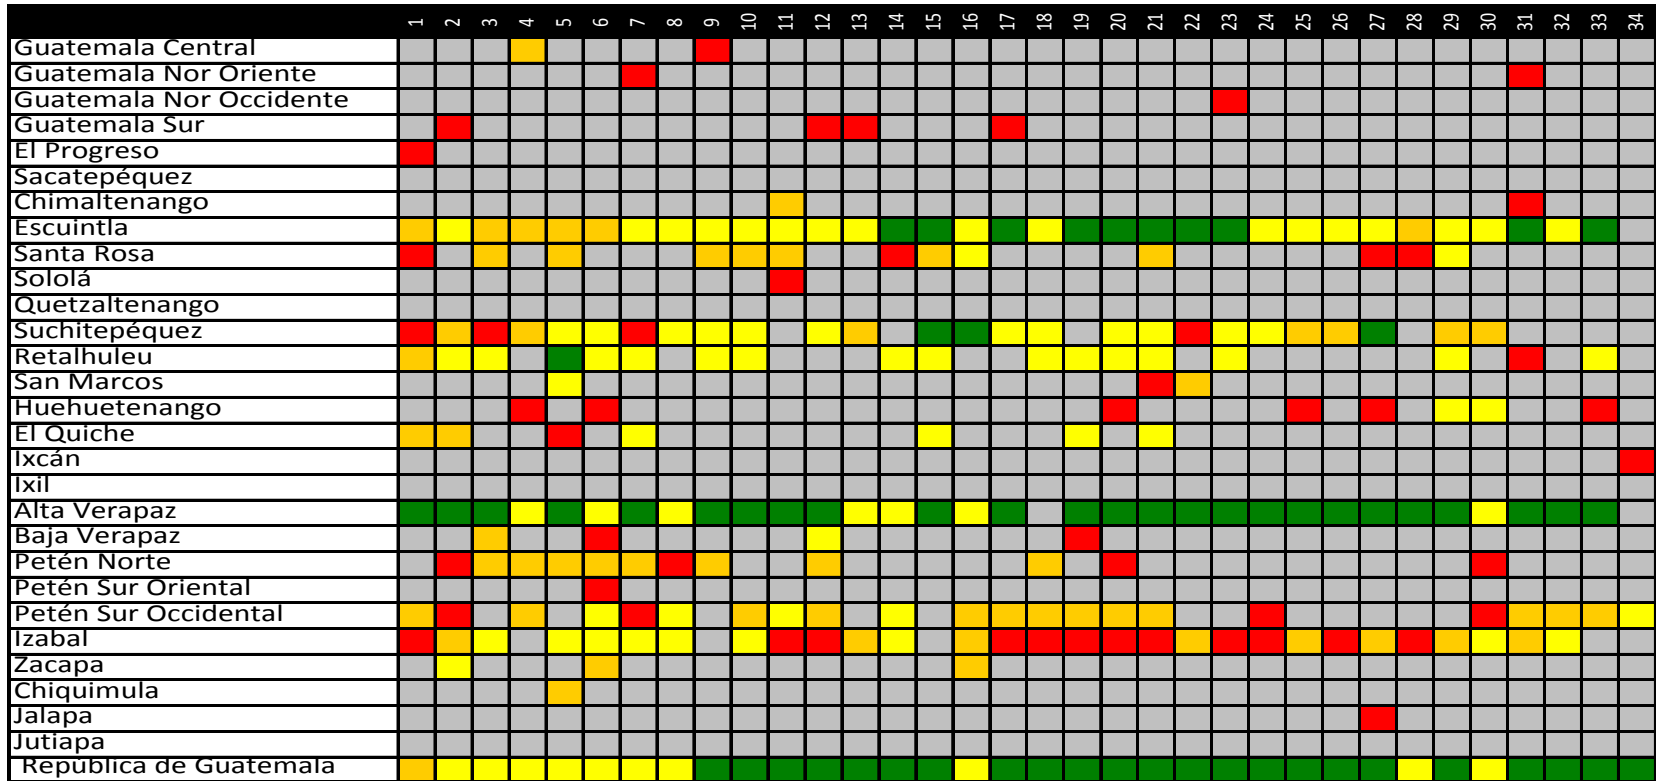 1 2 3 4 5 6 7 8 9 10 11 12 13 14 15 16 17 18 19 20 21 22 23 24 25 26 27 28 29 30 31 32 33 34
Guatemala Central
Guatemala Nor Oriente
Guatemala Nor Occidente
Guatemala Sur
El Progreso
Sacatepéquez
Chimaltenango
Escuintla
Santa Rosa
Sololá
Quetzaltenango
Suchitepéquez
Retalhuleu
San Marcos
Huehuetenango
El Quiche
Ixcán
Ixil
Alta Verapaz
Baja Verapaz
Petén Norte
Petén Sur Oriental
Petén Sur Occidental
Izabal
Zacapa
Chiquimula
Jalapa
Jutiapa
República de Guatemala